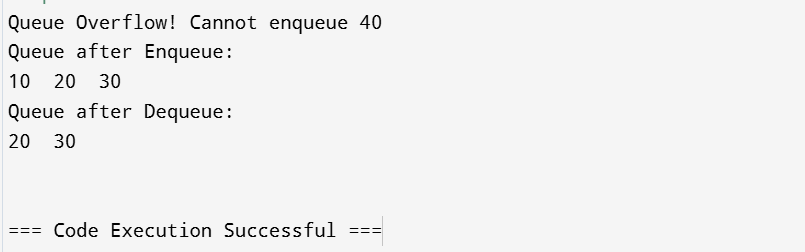 Queue Overflow! Cannot enqueue 40
Queue after Enqueue:
10  20  30
Queue after Dequeue:
20  30
=== Code Execution Successful ===